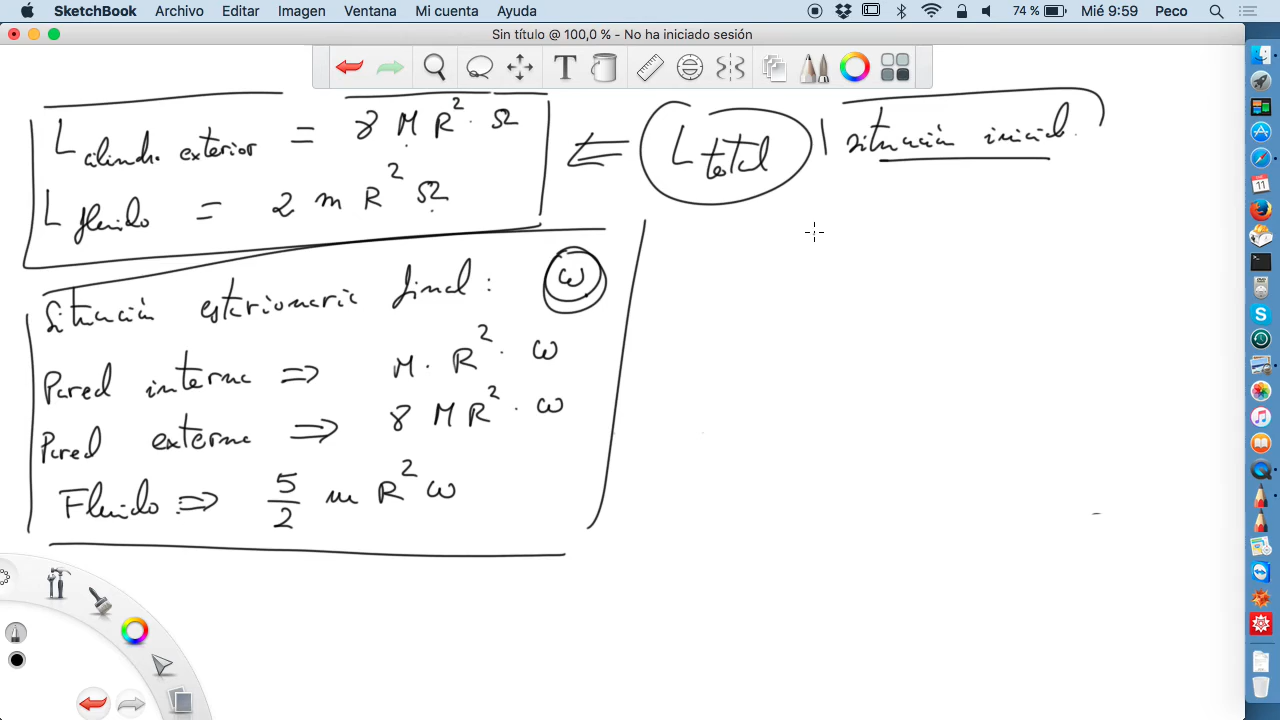 SketchBook Archivo Editar Imagen Ventana Mi cuenta Ayuda 74 % Mié 9:59 Peco
Sin título @ 100,0 % - No ha iniciado sesión
L cilindro exterior = 8 M R² · Ω ⇐ L total | situación inicial.
L fluido = 2 m R² Ω
Situación estacionaria final: ω
Pared interna ⇒ M · R² · ω
Pared externa ⇒ 8 M R² · ω
Fluido ⇒ 5/2 m R² ω